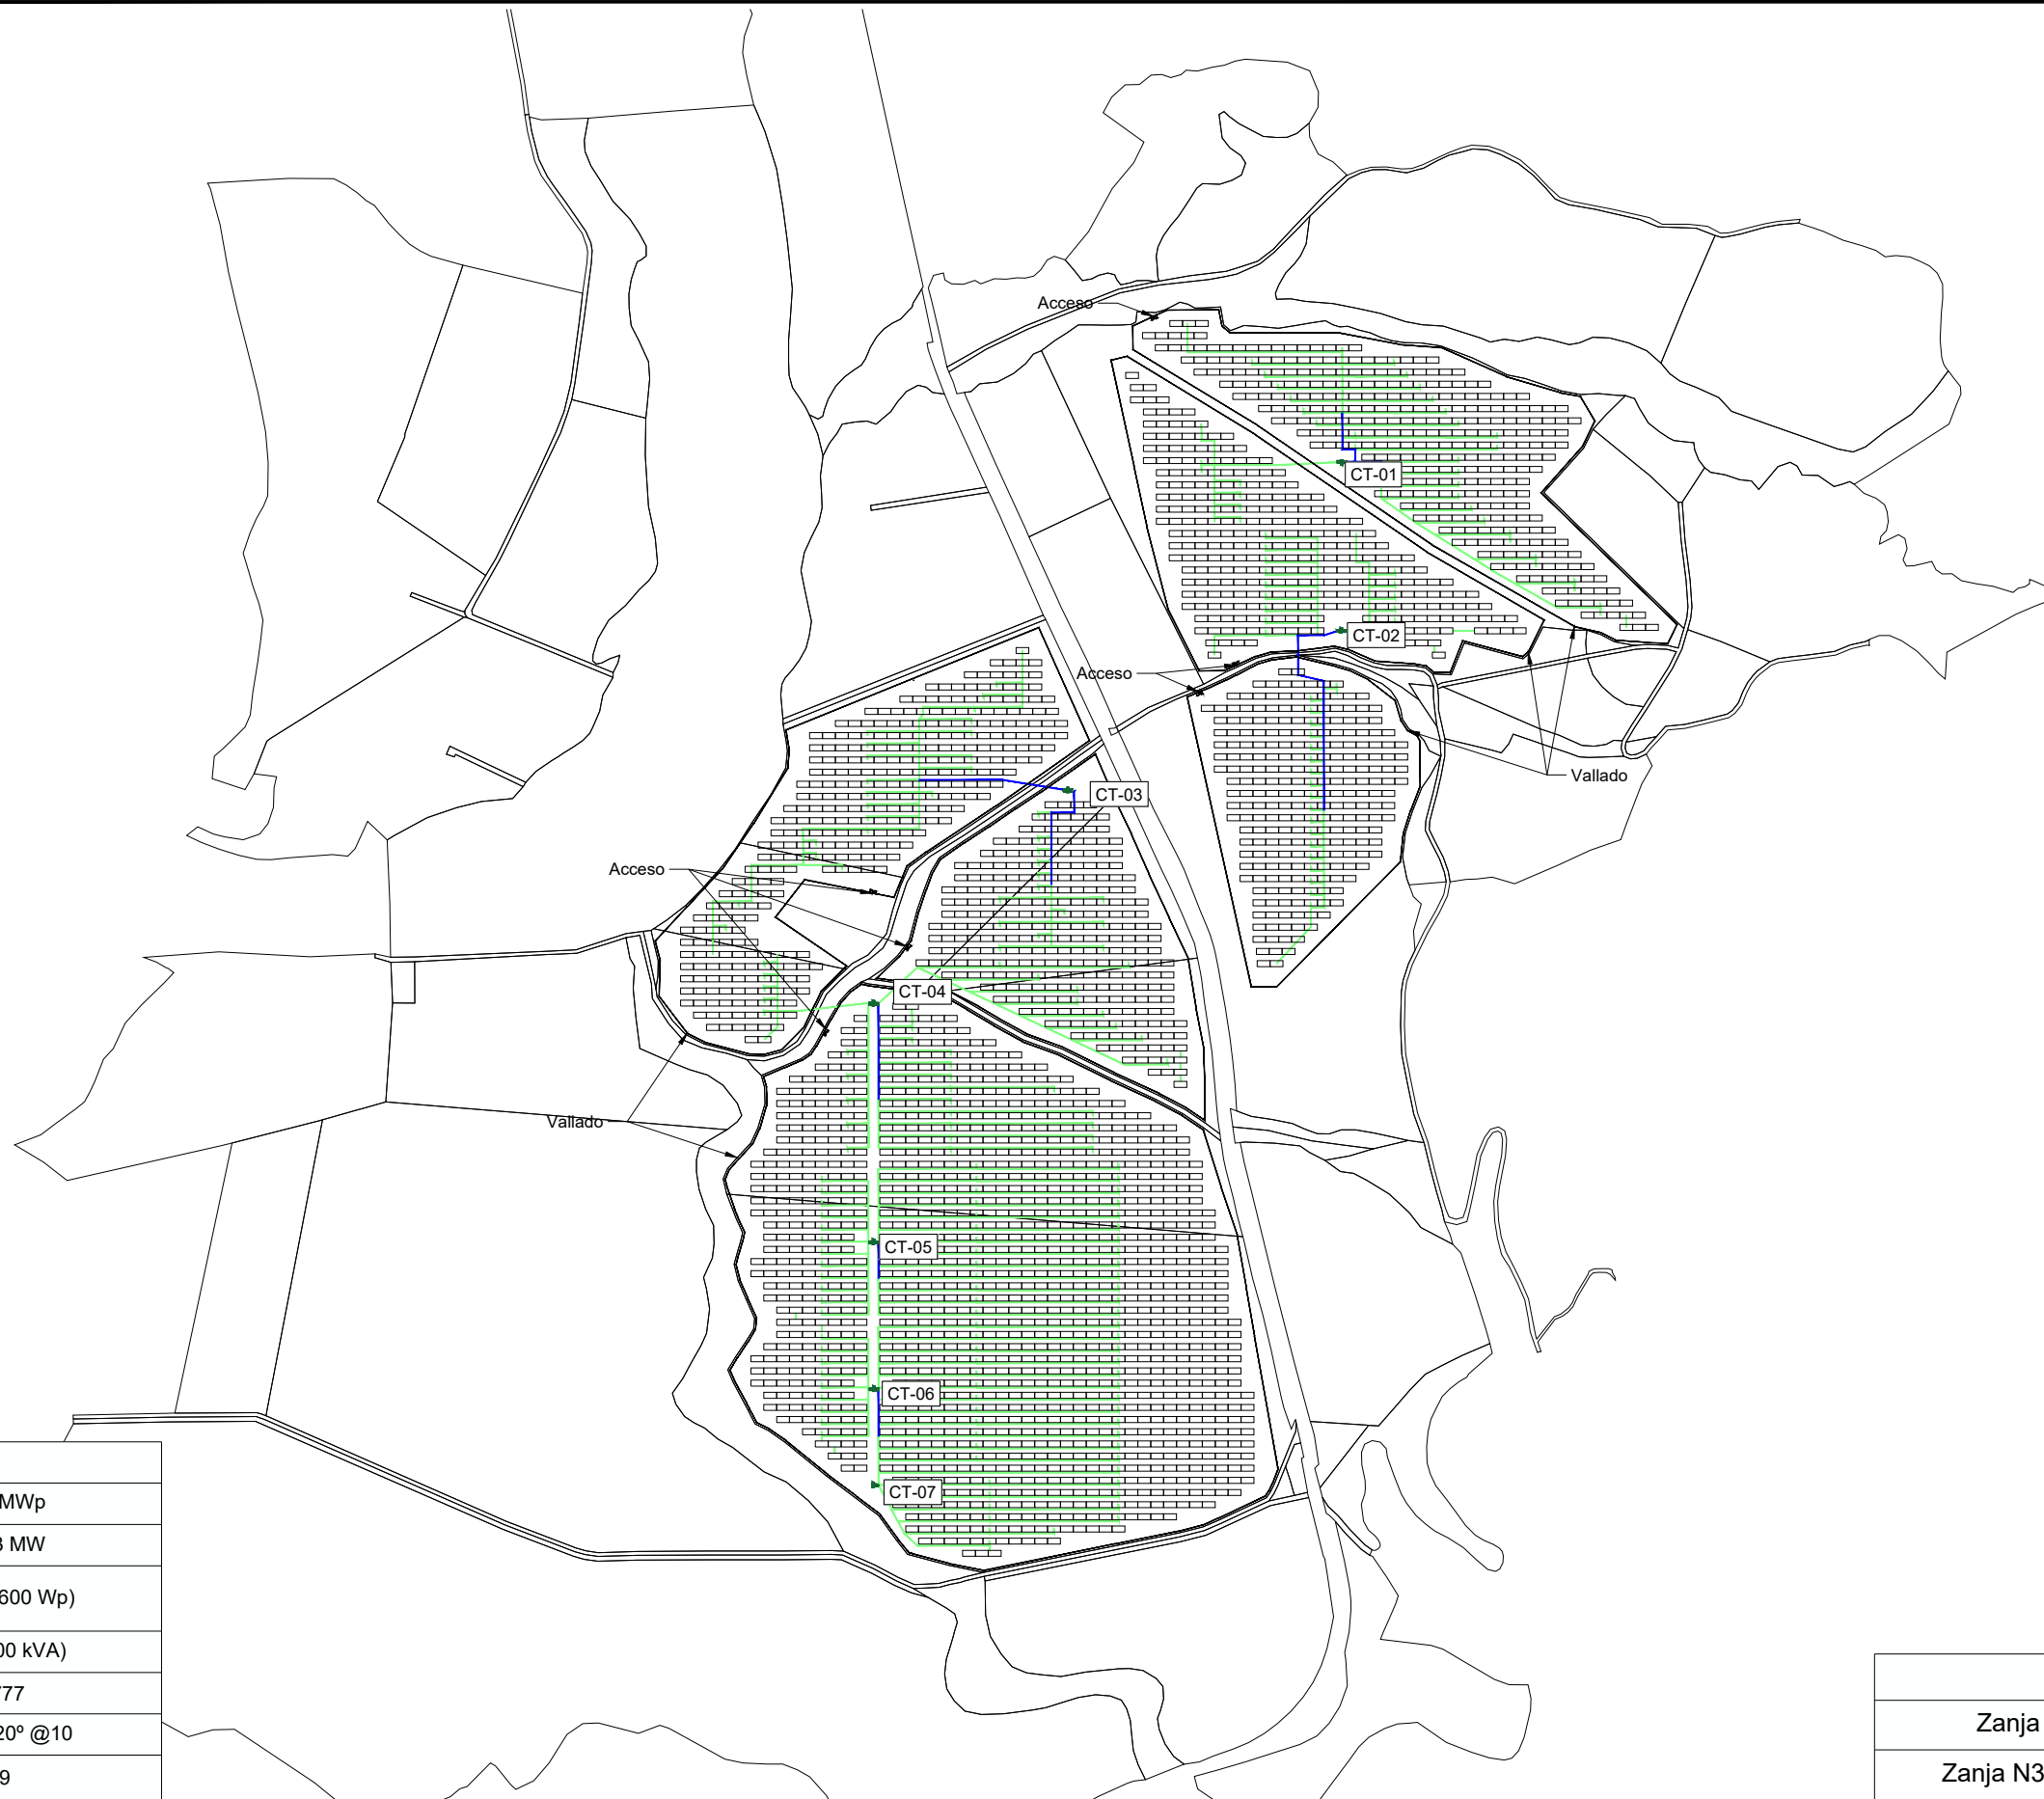 Acceso
CT-01
CT-02
Acceso
Vallado
CT-03
Acceso
CT-04
Vallado
CT-05
CT-06
CT-07
MWp
MW
600 Wp)
00 kVA)
777
20º @10
9
Zanja
Zanja N3